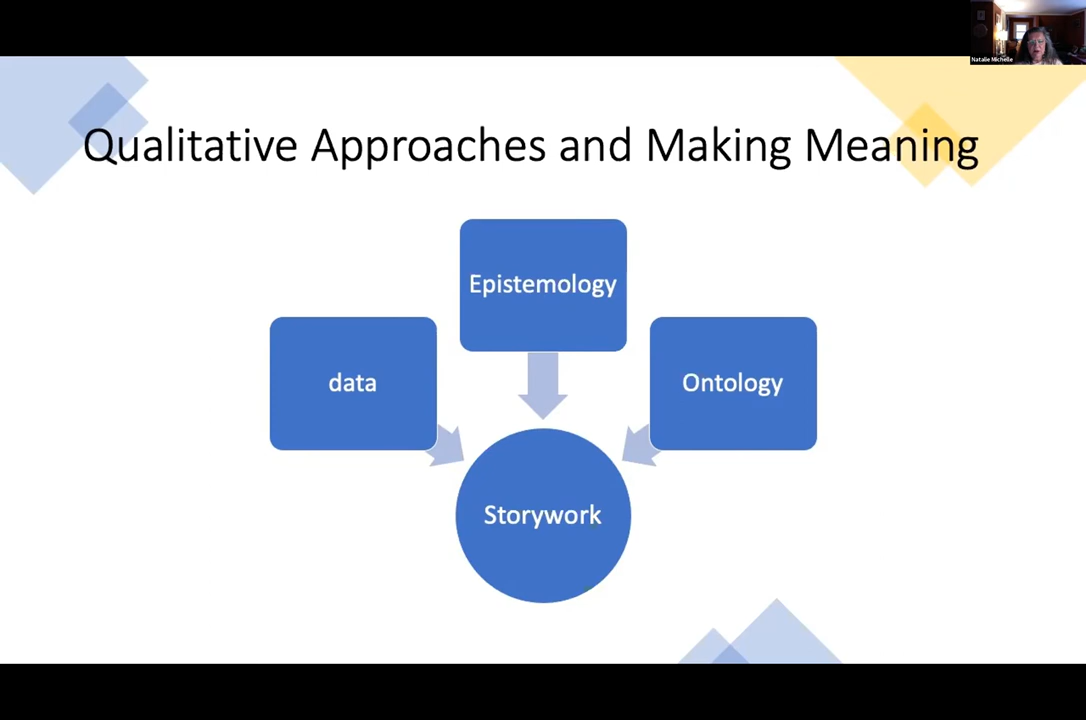 Natalie Michelle
Qualitative Approaches and Making Meaning
Epistemology
data
Ontology
Storywork